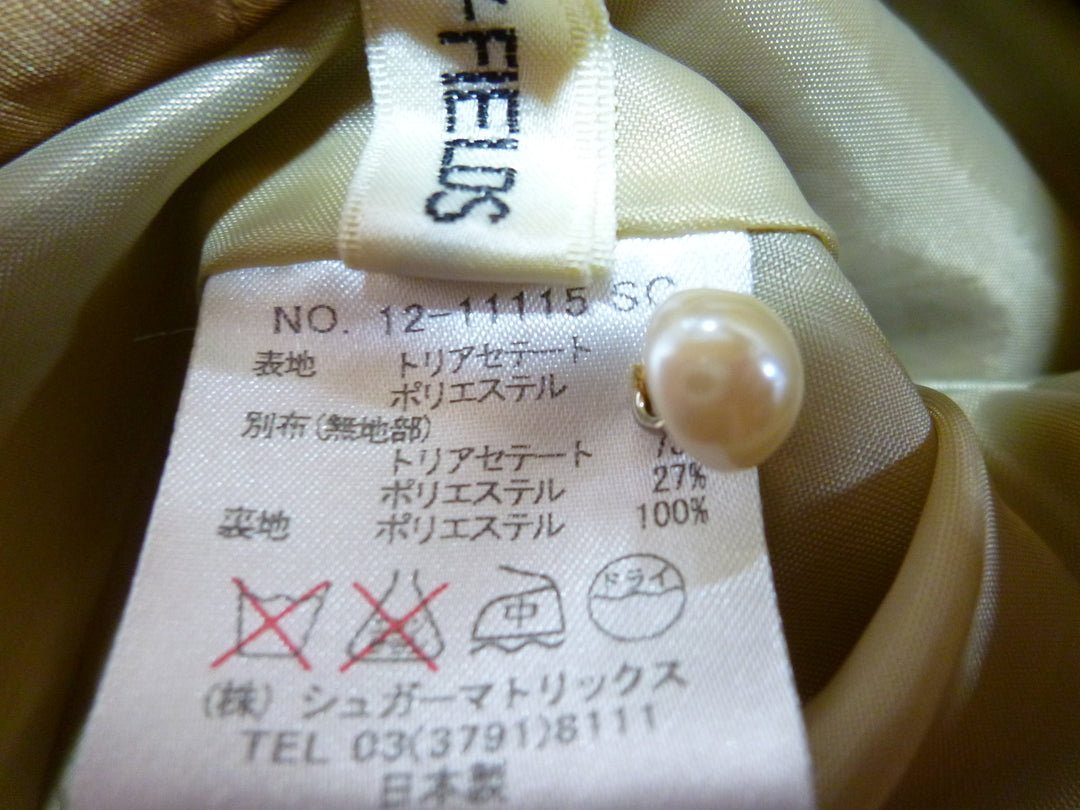 -FIELDS
NO. 12-11115 SC
表地 トリアセテート
ポリエステル
別布(無地部)
トリアセテート
ポリエステル 27%
裏地 ポリエステル 100%
中 ドライ
(株) シュガーマトリックス
TEL 03(3791)8111
日本製